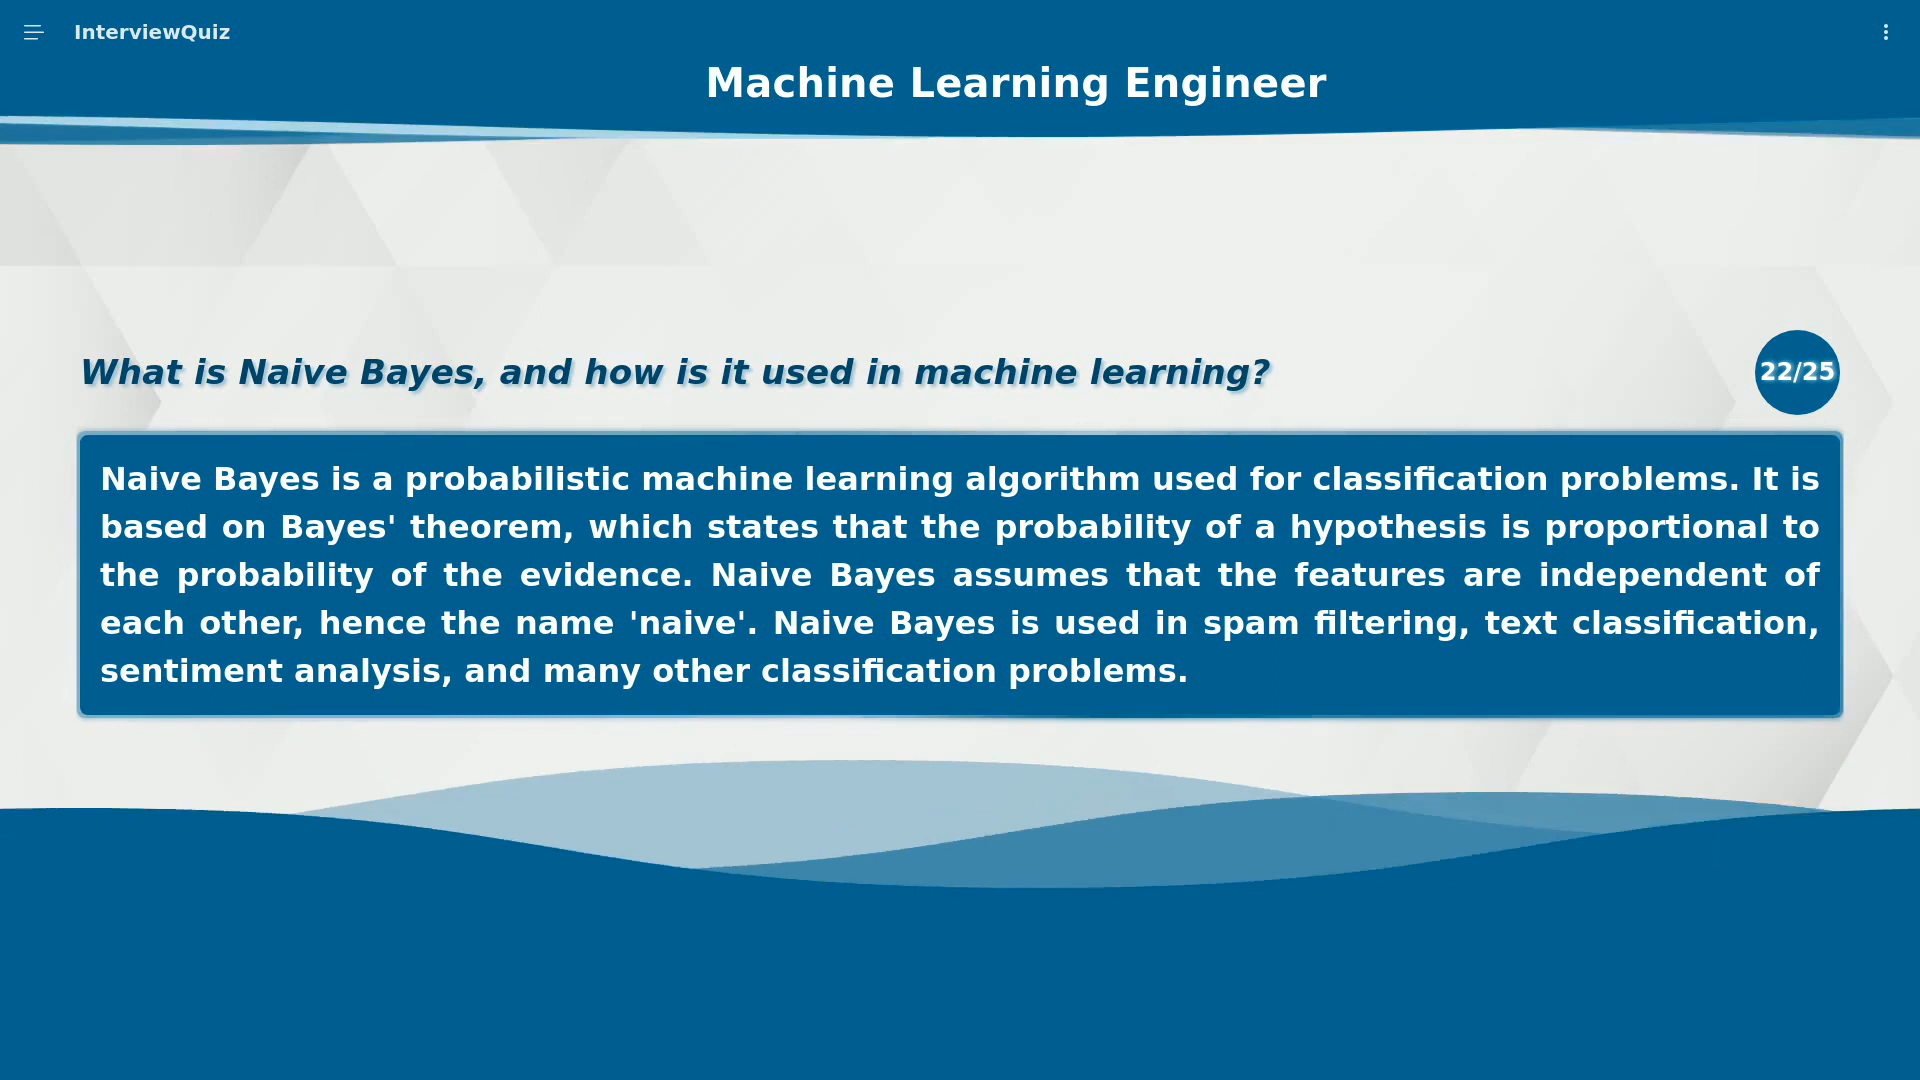 InterviewQuiz
Machine Learning Engineer
What is Naive Bayes, and how is it used in machine learning?
22/25
Naive Bayes is a probabilistic machine learning algorithm used for classification problems. It is
based on Bayes' theorem, which states that the probability of a hypothesis is proportional to
the probability of the evidence. Naive Bayes assumes that the features are independent of
each other, hence the name 'naive'. Naive Bayes is used in spam filtering, text classification,
sentiment analysis, and many other classification problems.